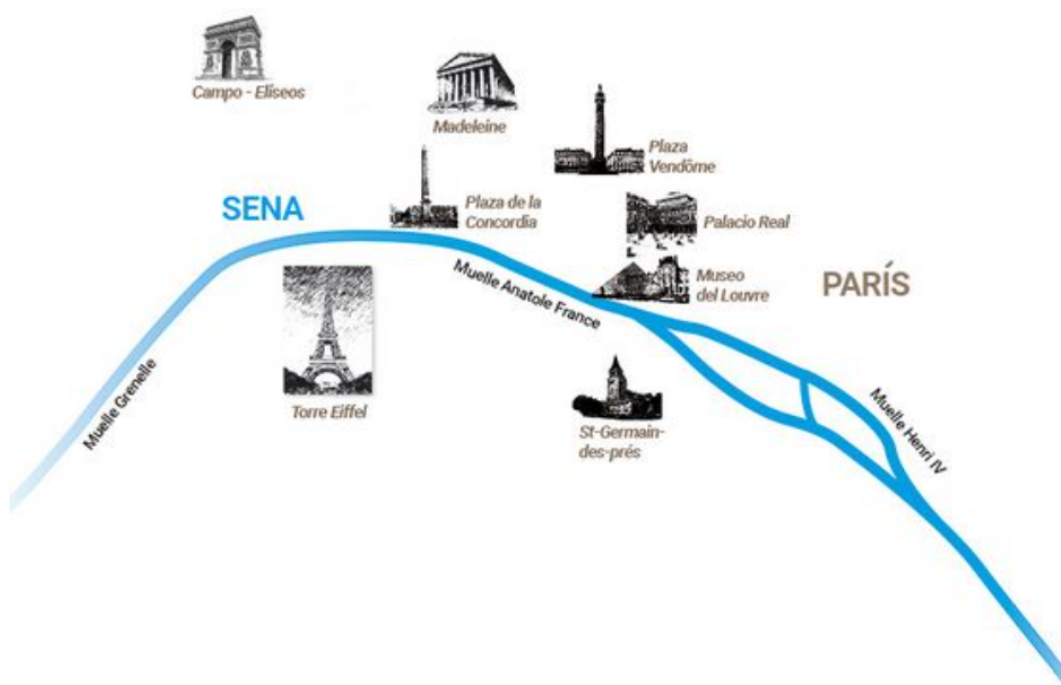 Campo - Elíseos
Madeleine
Plaza
Vendôme
SENA
Plaza de la
Concordia
Palacio Real
Muelle Anatole France
Museo
del Louvre
PARÍS
Muelle Grenelle
Torre Eiffel
St-Germain-
des-prés
Muelle Henri IV